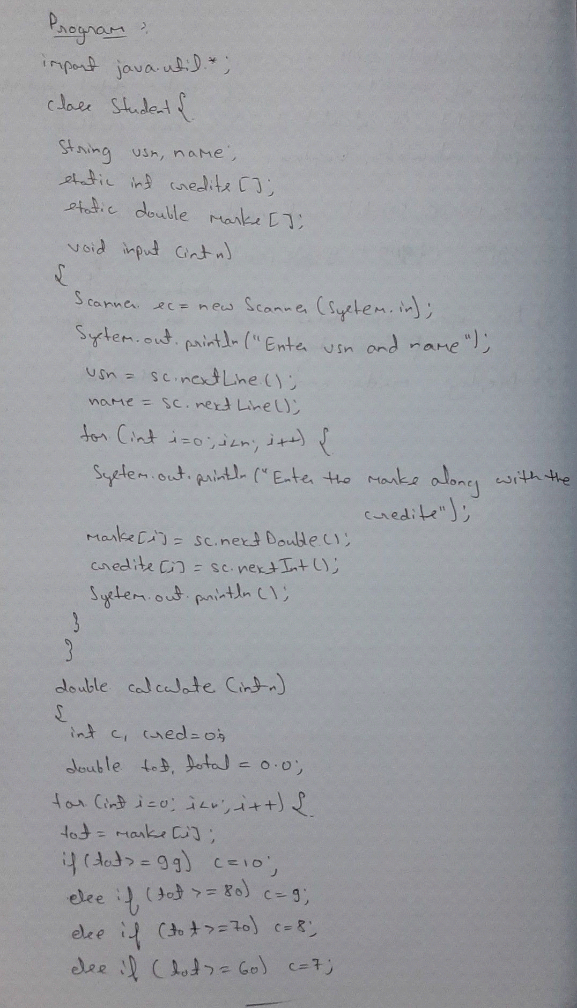 Program :
import java.util.*;
class Student {
String usn, name;
static int credits [];
static double marks [];
void input (int n)
{
Scanner sc = new Scanner (System.in);
System.out.println ("Enter usn and name");
usn = sc.nextLine ();
name = sc.nextLine();
for (int i=0; i<n; i++) {
System.out.println ("Enter the marks along with the
credits");
marks [i] = sc.nextDouble ();
credits [i] = sc.nextInt ();
System.out.println ();
}
}
double calculate (int n)
{
int c, cred=0;
double tot, total = 0.0;
for (int i=0; i<n; i++) {
tot = marks [i];
if (tot>= 99) c=10;
else if (tot >= 80) c=9;
else if (tot >=70) c=8;
else if (tot>= 60) c=7;